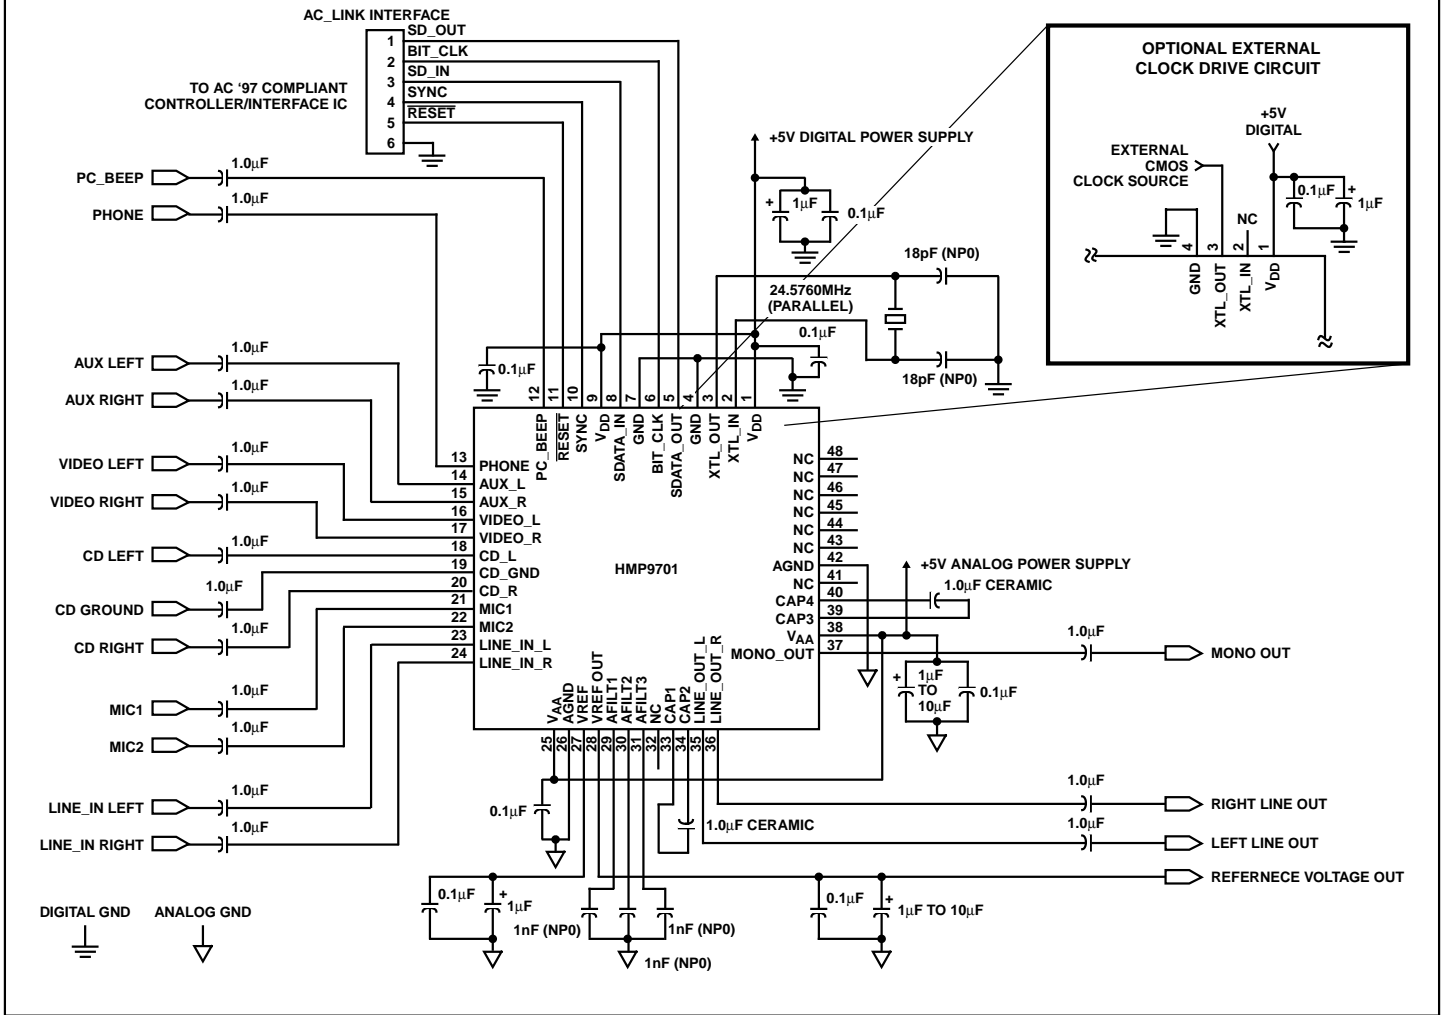 AC_LINK INTERFACE
TO AC ‘97 COMPLIANT
CONTROLLER/INTERFACE IC
1
2
3
4
5
6
SD_OUT
BIT_CLK
SD_IN
SYNC
RESET
OPTIONAL EXTERNAL
CLOCK DRIVE CIRCUIT
+5V
DIGITAL
EXTERNAL
CMOS
CLOCK SOURCE
NC
0.1µF
+
1µF
4
3
2
1
GND
XTL_OUT
XTL_IN
VDD
+5V DIGITAL POWER SUPPLY
+
1µF
0.1µF
18pF (NP0)
24.5760MHz
(PARALLEL)
0.1µF
18pF (NP0)
0.1µF
PC_BEEP
1.0µF
PHONE
1.0µF
AUX LEFT
1.0µF
AUX RIGHT
1.0µF
VIDEO LEFT
1.0µF
VIDEO RIGHT
1.0µF
CD LEFT
1.0µF
CD GROUND
1.0µF
CD RIGHT
1.0µF
MIC1
1.0µF
MIC2
1.0µF
LINE_IN LEFT
1.0µF
LINE_IN RIGHT
1.0µF
12
11
10
9
8
7
6
5
4
3
2
1
PC_BEEP
RESET
SYNC
VDD
SDATA_IN
GND
BIT_CLK
SDATA_OUT
GND
XTL_OUT
XTL_IN
VDD
13 PHONE
14 AUX_L
15 AUX_R
16 VIDEO_L
17 VIDEO_R
18 CD_L
19 CD_GND
20 CD_R
21 MIC1
22 MIC2
23 LINE_IN_L
24 LINE_IN_R
HMP9701
NC 48
NC 47
NC 46
NC 45
NC 44
NC 43
AGND 42
NC 41
CAP4 40
CAP3 39
VAA 38
MONO_OUT 37
VAA
AGND
VREF
VREF OUT
AFILT1
AFILT2
AFILT3
NC
CAP1
CAP2
LINE_OUT_L
LINE_OUT_R
25
26
27
28
29
30
31
32
33
34
35
36
+5V ANALOG POWER SUPPLY
1.0µF CERAMIC
1.0µF
MONO OUT
+
1µF
TO
10µF
0.1µF
0.1µF
1.0µF CERAMIC
1.0µF
RIGHT LINE OUT
1.0µF
LEFT LINE OUT
REFERNECE VOLTAGE OUT
0.1µF
+
1µF
1nF (NP0)
1nF (NP0)
1nF (NP0)
0.1µF
+
1µF TO 10µF
DIGITAL GND
ANALOG GND